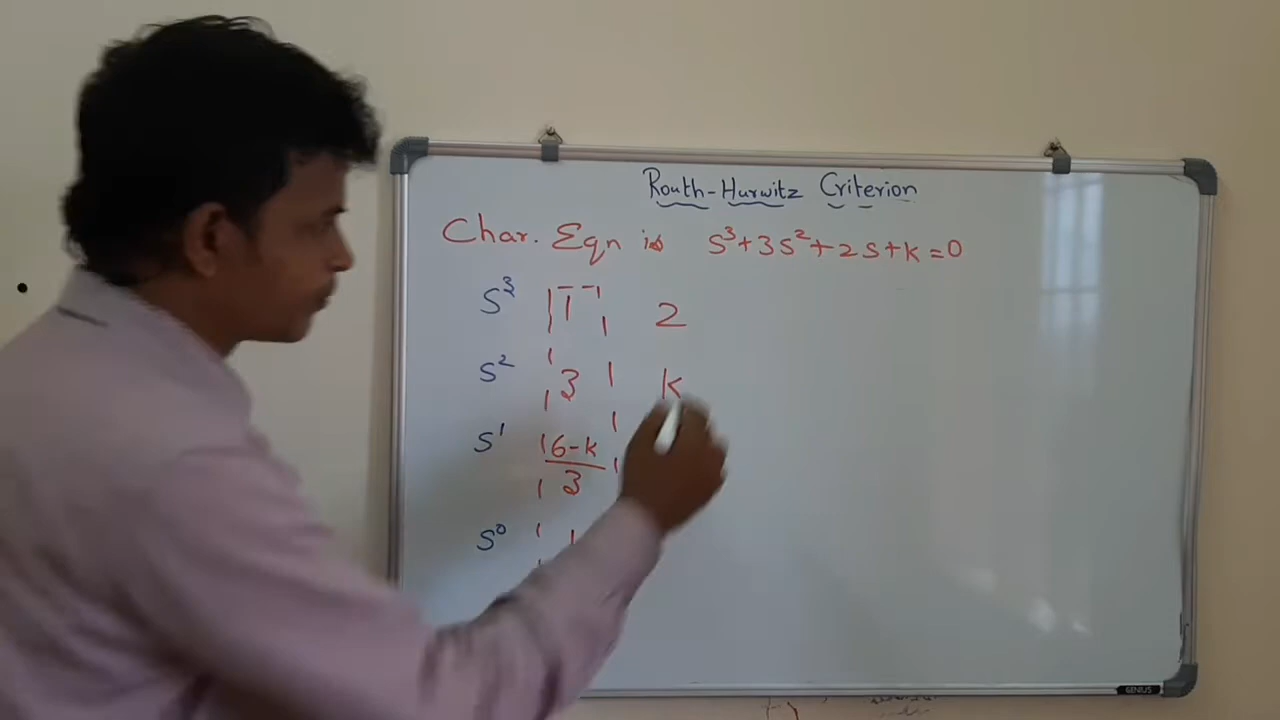 Routh-Hurwitz Criterion
Char. Eqn is S³+3S²+2S+k=0
S³ 1 2
S² 3 k
S¹ 6-k
3
S⁰
GENIUS